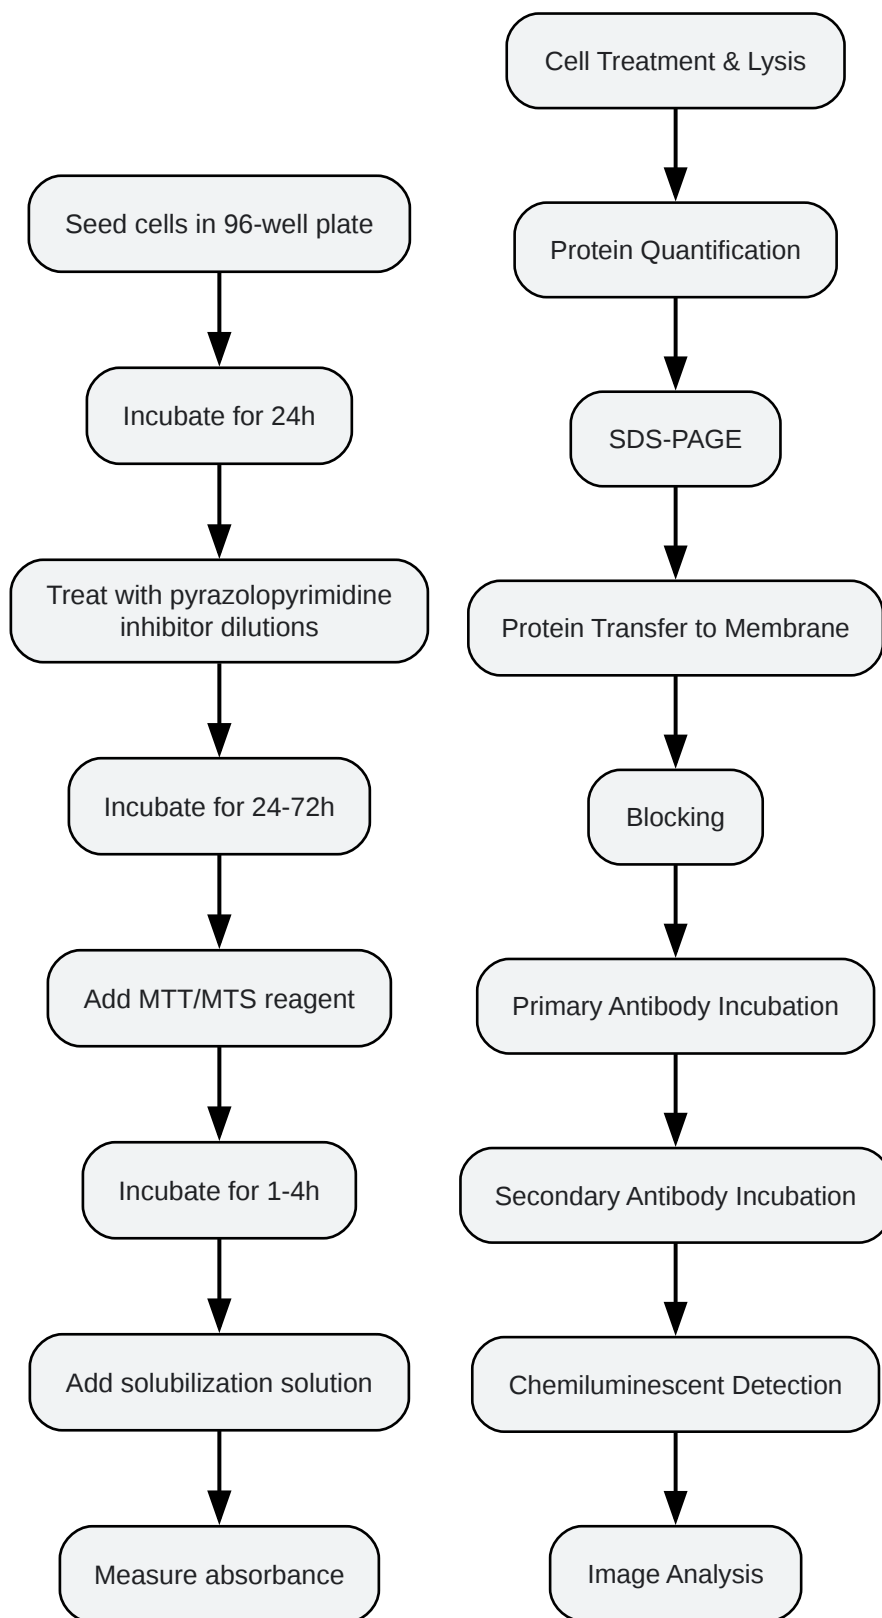 Seed cells in 96-well plate
Incubate for 24h
Treat with pyrazolopyrimidine
inhibitor dilutions
Incubate for 24-72h
Add MTT/MTS reagent
Incubate for 1-4h
Add solubilization solution
Measure absorbance
Cell Treatment & Lysis
Protein Quantification
SDS-PAGE
Protein Transfer to Membrane
Blocking
Primary Antibody Incubation
Secondary Antibody Incubation
Chemiluminescent Detection
Image Analysis